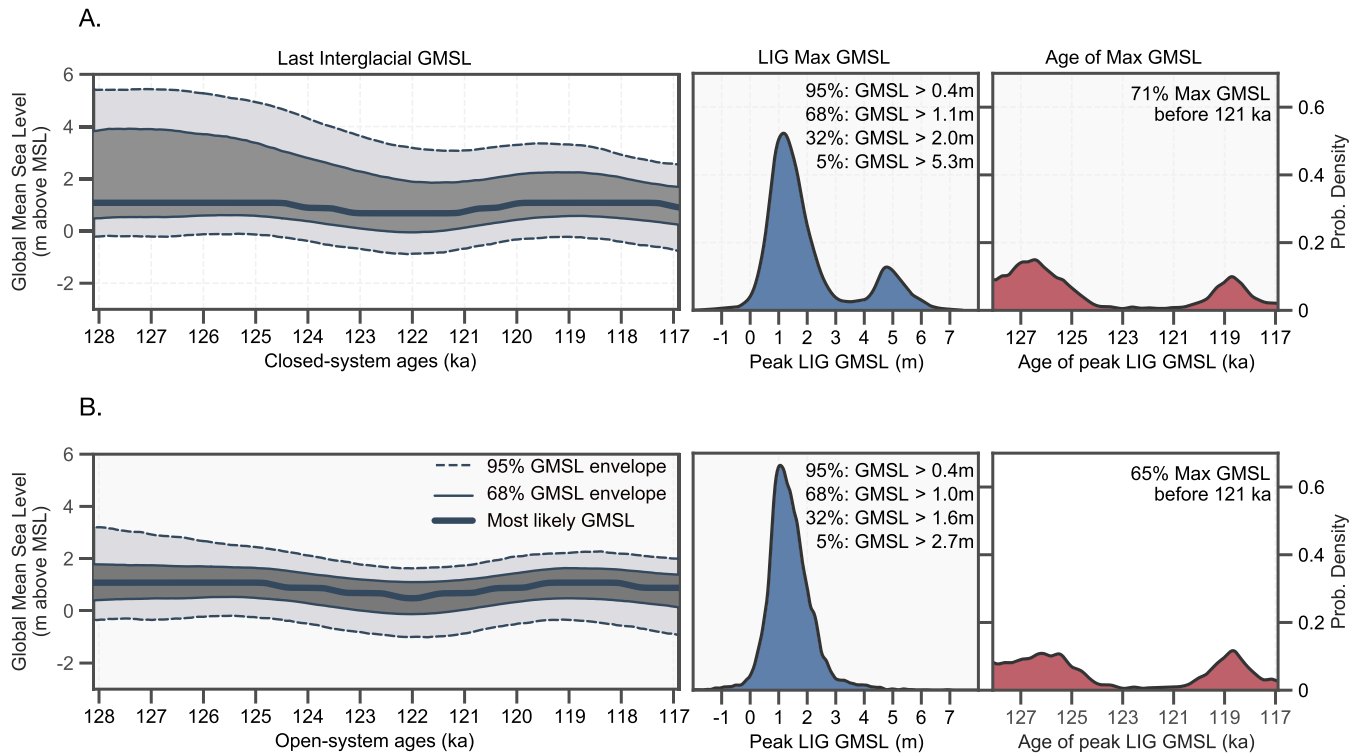 A.
Last Interglacial GMSL
LIG Max GMSL
Age of Max GMSL
Global Mean Sea Level
(m above MSL)
6
4
2
0
-2
128 127 126 125 124 123 122 121 120 119 118 117
Closed-system ages (ka)
95%: GMSL > 0.4m
68%: GMSL > 1.1m
32%: GMSL > 2.0m
5%: GMSL > 5.3m
-1 0 1 2 3 4 5 6 7
Peak LIG GMSL (m)
71% Max GMSL
before 121 ka
127 125 123 121 119 117
Age of peak LIG GMSL (ka)
0.6
0.4
0.2
0
Prob. Density
B.
Global Mean Sea Level
(m above MSL)
6
4
2
0
-2
95% GMSL envelope
68% GMSL envelope
Most likely GMSL
128 127 126 125 124 123 122 121 120 119 118 117
Open-system ages (ka)
95%: GMSL > 0.4m
68%: GMSL > 1.0m
32%: GMSL > 1.6m
5%: GMSL > 2.7m
-1 0 1 2 3 4 5 6 7
Peak LIG GMSL (m)
65% Max GMSL
before 121 ka
127 125 123 121 119 117
Age of peak LIG GMSL (ka)
0.6
0.4
0.2
0
Prob. Density